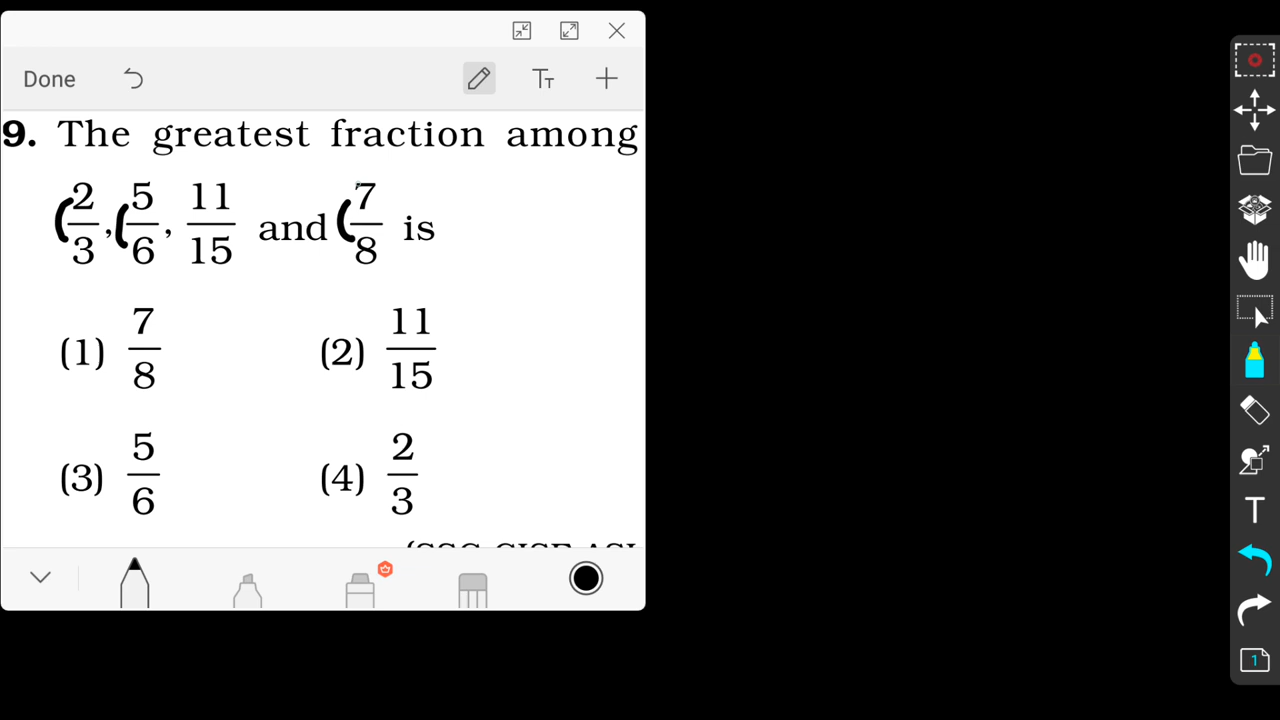 Done
9. The greatest fraction among
2/3, 5/6, 11/15 and 7/8 is
(1) 7/8 (2) 11/15
(3) 5/6 (4) 2/3
T
1